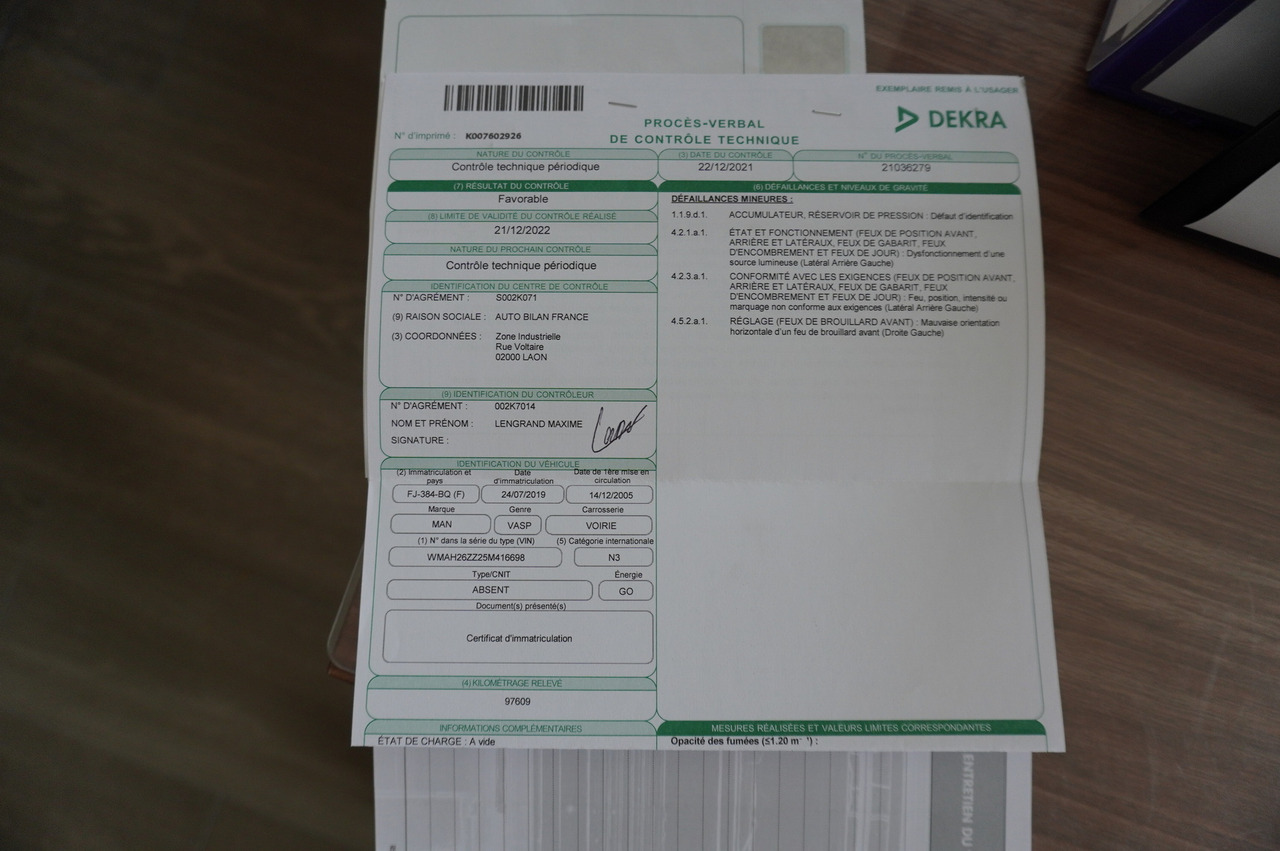 EXEMPLAIRE REMIS À L'USAGER
N° d'imprimé : K007602926
PROCÈS-VERBAL
DE CONTRÔLE TECHNIQUE
DEKRA
NATURE DU CONTRÔLE
Contrôle technique périodique
(3) DATE DU CONTRÔLE
22/12/2021
N° DU PROCÈS-VERBAL
21036279
(7) RÉSULTAT DU CONTRÔLE
Favorable
(8) LIMITE DE VALIDITÉ DU CONTRÔLE RÉALISÉ
21/12/2022
NATURE DU PROCHAIN CONTRÔLE
Contrôle technique périodique
IDENTIFICATION DU CENTRE DE CONTRÔLE
N° D'AGRÉMENT : S002K071
(9) RAISON SOCIALE : AUTO BILAN FRANCE
(3) COORDONNÉES : Zone Industrielle
Rue Voltaire
02000 LAON
(9) IDENTIFICATION DU CONTRÔLEUR
N° D'AGRÉMENT : 002K7014
NOM ET PRÉNOM : LENGRAND MAXIME
SIGNATURE :
IDENTIFICATION DU VÉHICULE
(2) Immatriculation et pays
Date d'immatriculation
Date de 1ère mise en circulation
FJ-384-BQ (F)
24/07/2019
14/12/2005
Marque
Genre
Carrosserie
MAN
VASP
VOIRIE
(1) N° dans la série du type (VIN)
(5) Catégorie internationale
WMAH26ZZ25M416698
N3
Type/CNIT
Énergie
ABSENT
GO
Document(s) présenté(s)
Certificat d'immatriculation
(4) KILOMÉTRAGE RELEVÉ
97609
INFORMATIONS COMPLÉMENTAIRES
ÉTAT DE CHARGE : A vide
(6) DÉFAILLANCES ET NIVEAUX DE GRAVITÉ
DÉFAILLANCES MINEURES :
1.1.9.d.1. ACCUMULATEUR, RÉSERVOIR DE PRESSION : Défaut d'identification
4.2.1.a.1. ÉTAT ET FONCTIONNEMENT (FEUX DE POSITION AVANT,
ARRIÈRE ET LATÉRAUX, FEUX DE GABARIT, FEUX
D'ENCOMBREMENT ET FEUX DE JOUR) : Dysfonctionnement d'une
source lumineuse (Latéral Arrière Gauche)
4.2.3.a.1. CONFORMITÉ AVEC LES EXIGENCES (FEUX DE POSITION AVANT,
ARRIÈRE ET LATÉRAUX, FEUX DE GABARIT, FEUX
D'ENCOMBREMENT ET FEUX DE JOUR) : Feu, position, intensité ou
marquage non conforme aux exigences (Latéral Arrière Gauche)
4.5.2.a.1. RÉGLAGE (FEUX DE BROUILLARD AVANT) : Mauvaise orientation
horizontale d'un feu de brouillard avant (Droite Gauche)
MESURES RÉALISÉES ET VALEURS LIMITES CORRESPONDANTES
Opacité des fumées (≤1.20 m⁻¹) :
ENTRETIEN DU